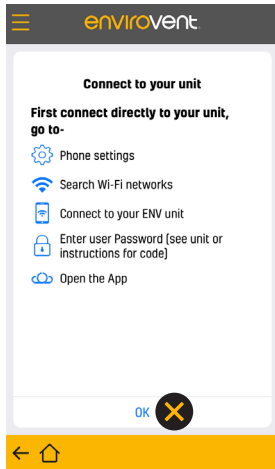 envirovent
Connect to your unit
First connect directly to your unit,
go to-
Phone settings
Search Wi-Fi networks
Connect to your ENV unit
Enter user Password (see unit or
instructions for code)
Open the App
OK